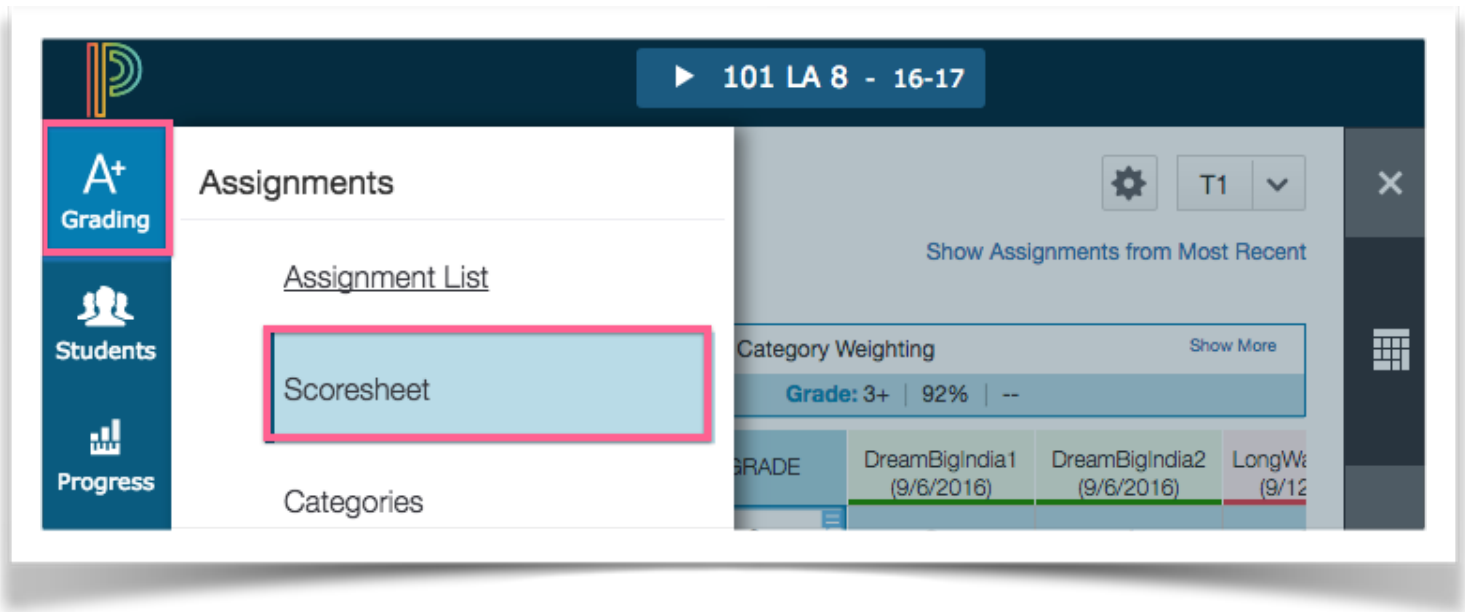 101 LA 8 - 16-17
A+
Grading
Students
Progress
Assignments
Assignment List
Scoresheet
Categories
T1
Show Assignments from Most Recent
Category Weighting Show More
Grade: 3+ | 92% | --
GRADE
DreamBigIndia1
(9/6/2016)
DreamBigIndia2
(9/6/2016)